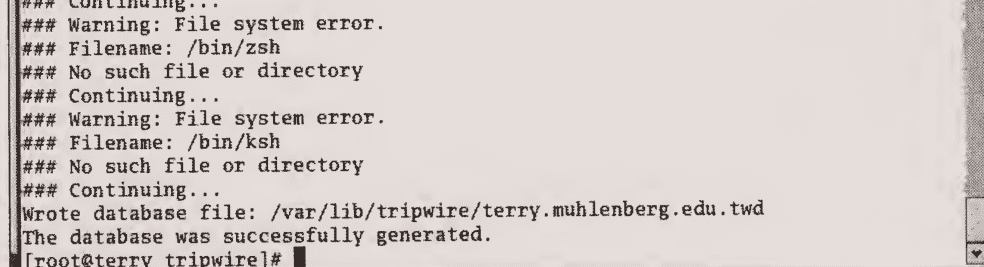 ### Continuing...
### Warning: File system error.
### Filename: /bin/zsh
### No such file or directory
### Continuing...
### Warning: File system error.
### Filename: /bin/ksh
### No such file or directory
### Continuing...
Wrote database file: /var/lib/tripwire/terry.muhlenberg.edu.twd
The database was successfully generated.
[root@terry tripwire]#